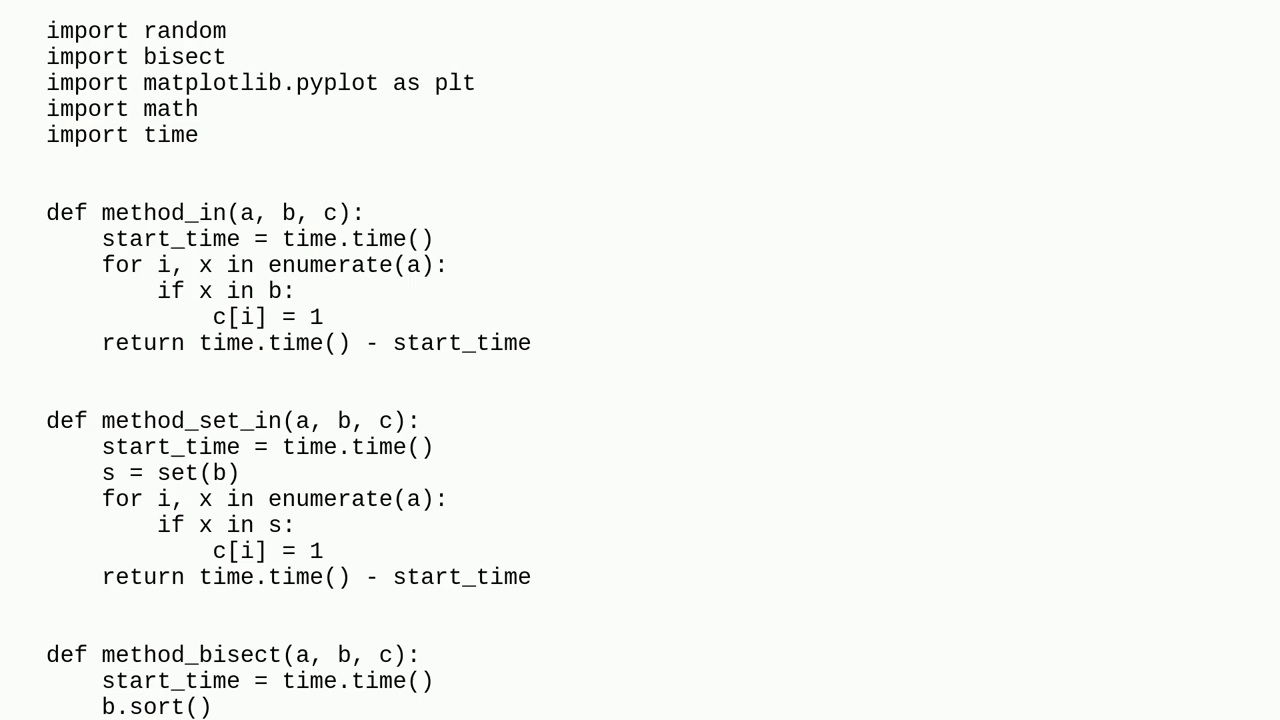 import random
import bisect
import matplotlib.pyplot as plt
import math
import time
def method_in(a, b, c):
    start_time = time.time()
    for i, x in enumerate(a):
        if x in b:
            c[i] = 1
    return time.time() - start_time
def method_set_in(a, b, c):
    start_time = time.time()
    s = set(b)
    for i, x in enumerate(a):
        if x in s:
            c[i] = 1
    return time.time() - start_time
def method_bisect(a, b, c):
    start_time = time.time()
    b.sort()